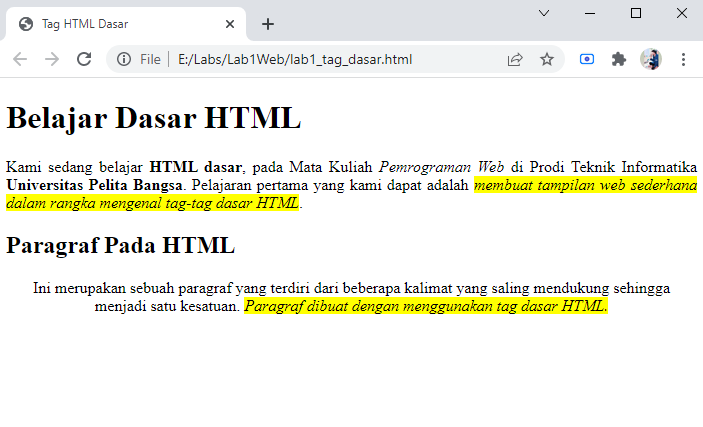 Tag HTML Dasar
File | E:/Labs/Lab1Web/lab1_tag_dasar.html
Belajar Dasar HTML
Kami sedang belajar HTML dasar, pada Mata Kuliah Pemrograman Web di Prodi Teknik Informatika
Universitas Pelita Bangsa. Pelajaran pertama yang kami dapat adalah membuat tampilan web sederhana
dalam rangka mengenal tag-tag dasar HTML.
Paragraf Pada HTML
Ini merupakan sebuah paragraf yang terdiri dari beberapa kalimat yang saling mendukung sehingga
menjadi satu kesatuan. Paragraf dibuat dengan menggunakan tag dasar HTML.